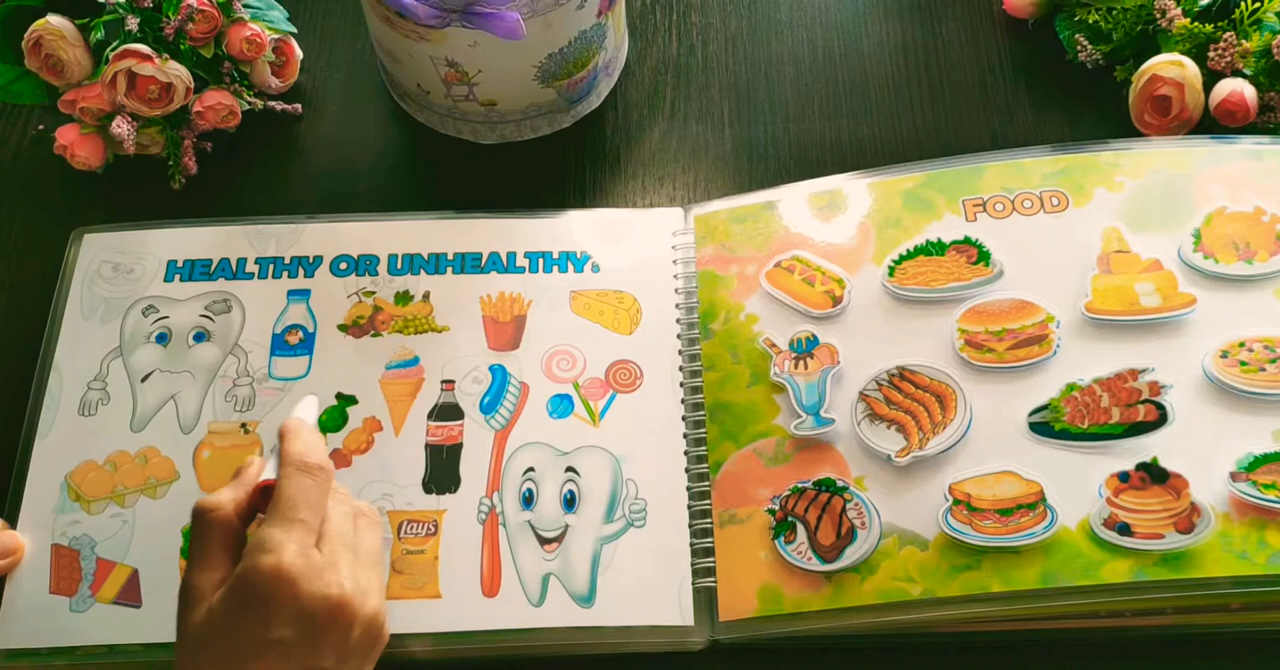 HEALTHY OR UNHEALTHY?
FOOD
Coca-Cola
Lay's
Classic